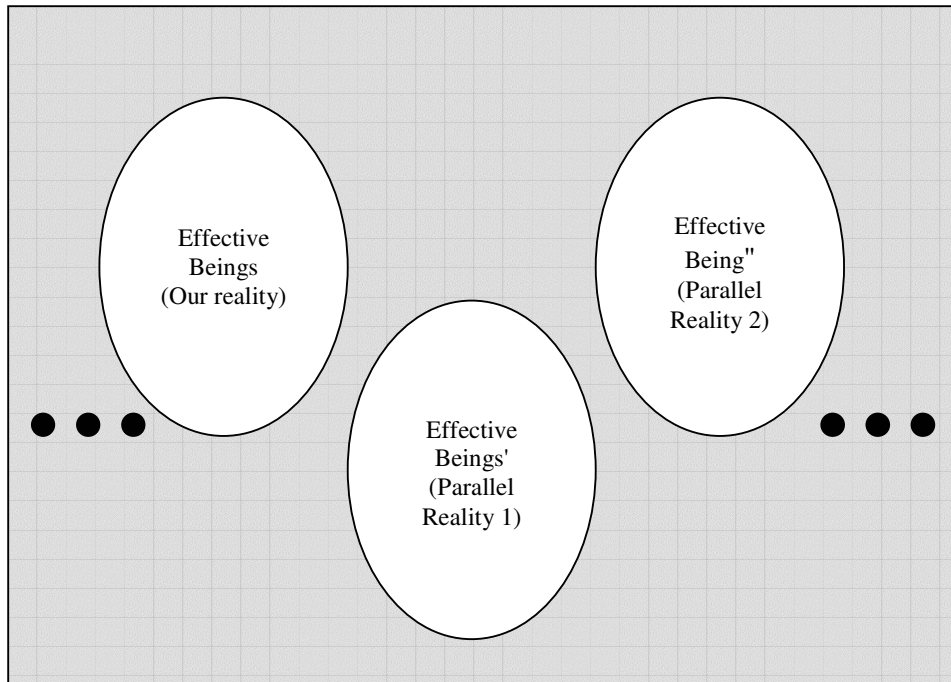 Effective
Beings
(Our reality)
Effective
Beings'
(Parallel
Reality 1)
Effective
Being"
(Parallel
Reality 2)